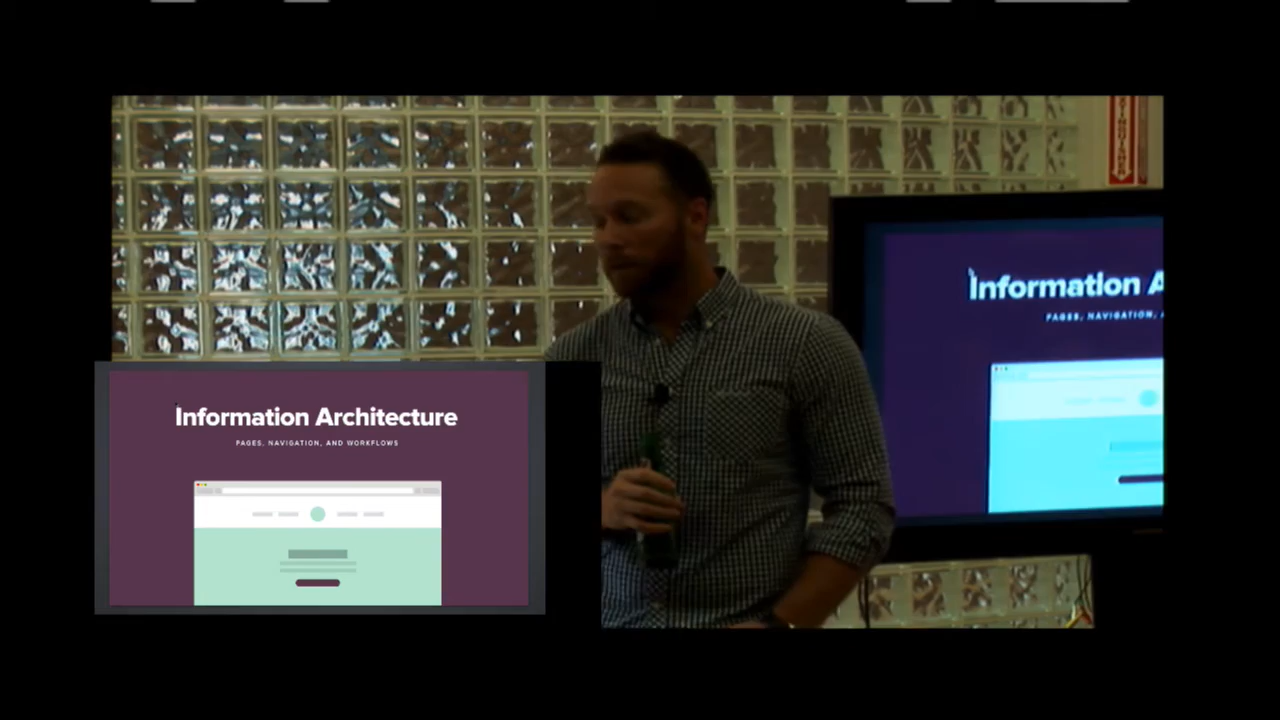 Information A
PAGES, NAVIGATION,
Information Architecture
PAGES, NAVIGATION, AND WORKFLOWS